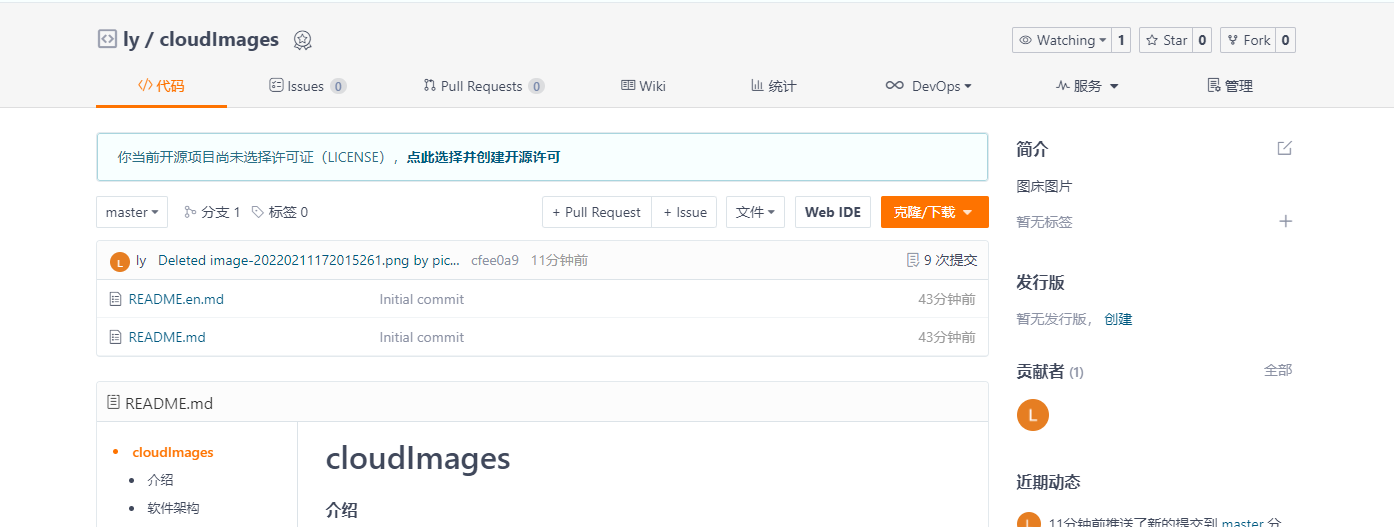 ly / cloudImages
Watching 1 Star 0 Fork 0
代码 Issues 0 Pull Requests 0 Wiki 统计 DevOps 服务 管理
你当前开源项目尚未选择许可证（LICENSE），点此选择并创建开源许可
master 分支 1 标签 0 + Pull Request + Issue 文件 Web IDE 克隆/下载
L ly Deleted image-20220211172015261.png by pic... cfee0a9 11分钟前 9 次提交
README.en.md Initial commit 43分钟前
README.md Initial commit 43分钟前
README.md
cloudImages
介绍
软件架构
cloudImages
介绍
简介
图床图片
暂无标签
发行版
暂无发行版， 创建
贡献者 (1) 全部
L
近期动态
L 11分钟前推送了新的提交到 master 分